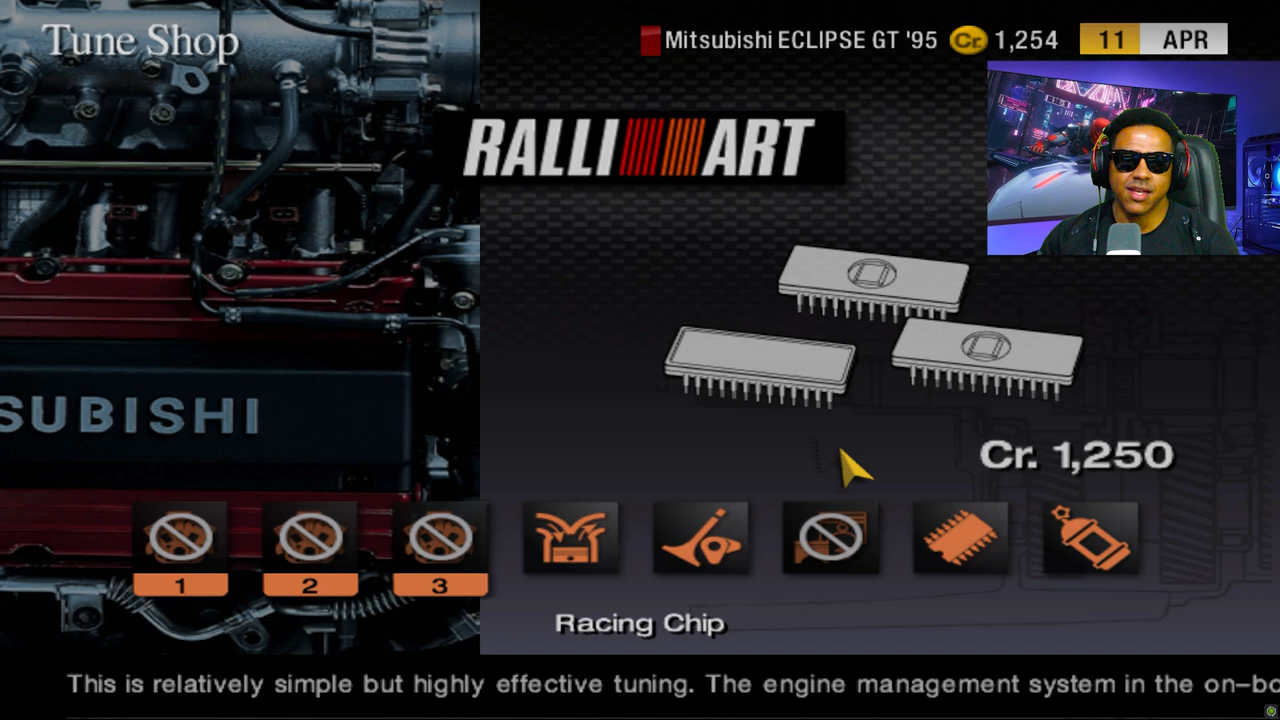 Tune Shop
Mitsubishi ECLIPSE GT '95 Cr 1,254 11 APR
RALLI ART
SUBISHI
Cr. 1,250
1 2 3
Racing Chip
This is relatively simple but highly effective tuning. The engine management system in the on-bo